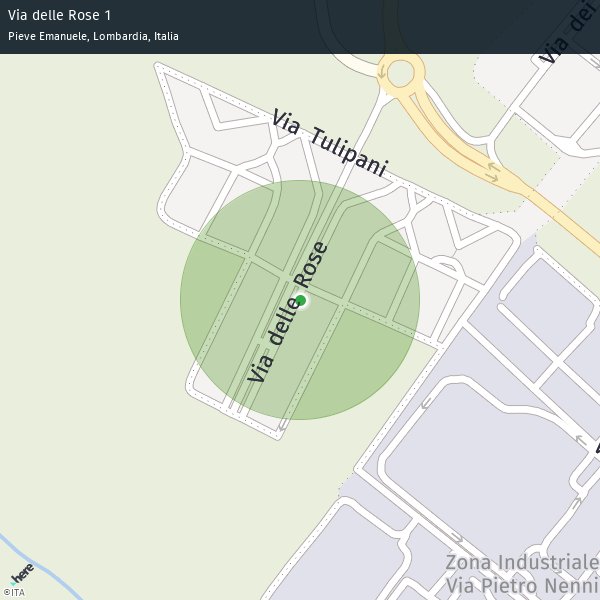 Via delle Rose 1
Pieve Emanuele, Lombardia, Italia
Via dei
Via Tulipani
Via delle Rose
Zona Industriale
Via Pietro Nenni
here
©ITA